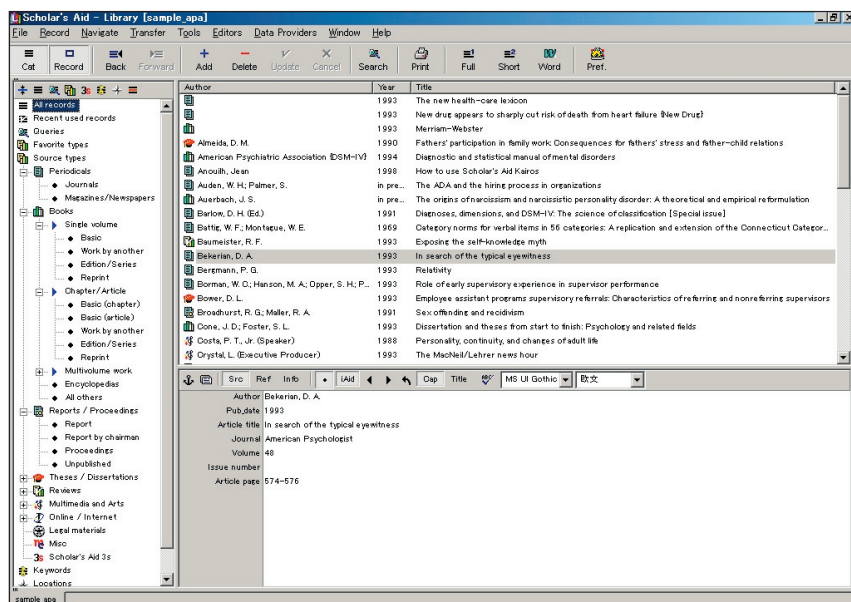 Scholar's Aid - Library [sample_apa]
File Record Navigate Transfer Tools Editors Data Providers Window Help
Cat Record Back Forward Add Delete Update Cancel Search Print Full Short Word Pref.
All records
Recent used records
Queries
Favorite types
Source types
Periodicals
Journals
Magazines/Newspapers
Books
Single volume
Basic
Work by another
Edition/Series
Reprint
Chapter/Article
Basic (chapter)
Basic (article)
Work by another
Edition/Series
Reprint
Multivolume work
Encyclopedias
All others
Reports / Proceedings
Report
Report by chairman
Proceedings
Unpublished
Theses / Dissertations
Reviews
Multimedia and Arts
Online / Internet
Legal materials
Misc
3s Scholar's Aid 3s
Keywords
Locations
Author Year Title
1993 The new health-care lexicon
1993 New drug appears to sharply cut risk of death from heart failure {New Drug}
1993 Merriam-Webster
Almeida, D. M. 1990 Fathers' participation in family work: Consequences for fathers' stress and father-child relations
American Psychiatric Association {DSM-IV} 1994 Diagnostic and statistical manual of mental disorders
Anouilh, Jean 1998 How to use Scholar's Aid Kairos
Auden, W. H.; Palmer, S. in pre... The ADA and the hiring process in organizations
Auerbach, J. S. in pre... The origins of narcissism and narcissistic personality disorder: A theoretical and empirical reformulation
Barlow, D. H. (Ed.) 1991 Diagnoses, dimensions, and DSM-IV: The science of classification [Special issue]
Battig, W. F.; Montague, W. E. 1969 Category norms for verbal items in 56 categories: A replication and extension of the Connecticut Categor...
Baumeister, R. F. 1993 Exposing the self-knowledge myth
Bekerian, D. A. 1993 In search of the typical eyewitness
Bergmann, P. G. 1993 Relativity
Borman, W. C.; Hanson, M. A.; Opper, S. H.; P... 1993 Role of early supervisory experience in supervisor performance
Bower, D. L. 1993 Employee assistant programs supervisory referrals: Characteristics of referring and nonreferring supervisors
Broadhurst, R. G.; Maller, R. A. 1991 Sex offending and recidivism
Cone, J. D.; Foster, S. L. 1993 Dissertation and theses from start to finish: Psychology and related fields
Costa, P. T., Jr. (Speaker) 1988 Personality, continuity, and changes of adult life
Crystal, L. (Executive Producer) 1993 The MacNeil/Lehrer news hour
Src Ref Info iAid Cap Title MS UI Gothic 欧文
Author Bekerian, D. A.
Pub_date 1993
Article title In search of the typical eyewitness
Journal American Psychologist
Volume 48
Issue number
Article page 574-576
sample_apa